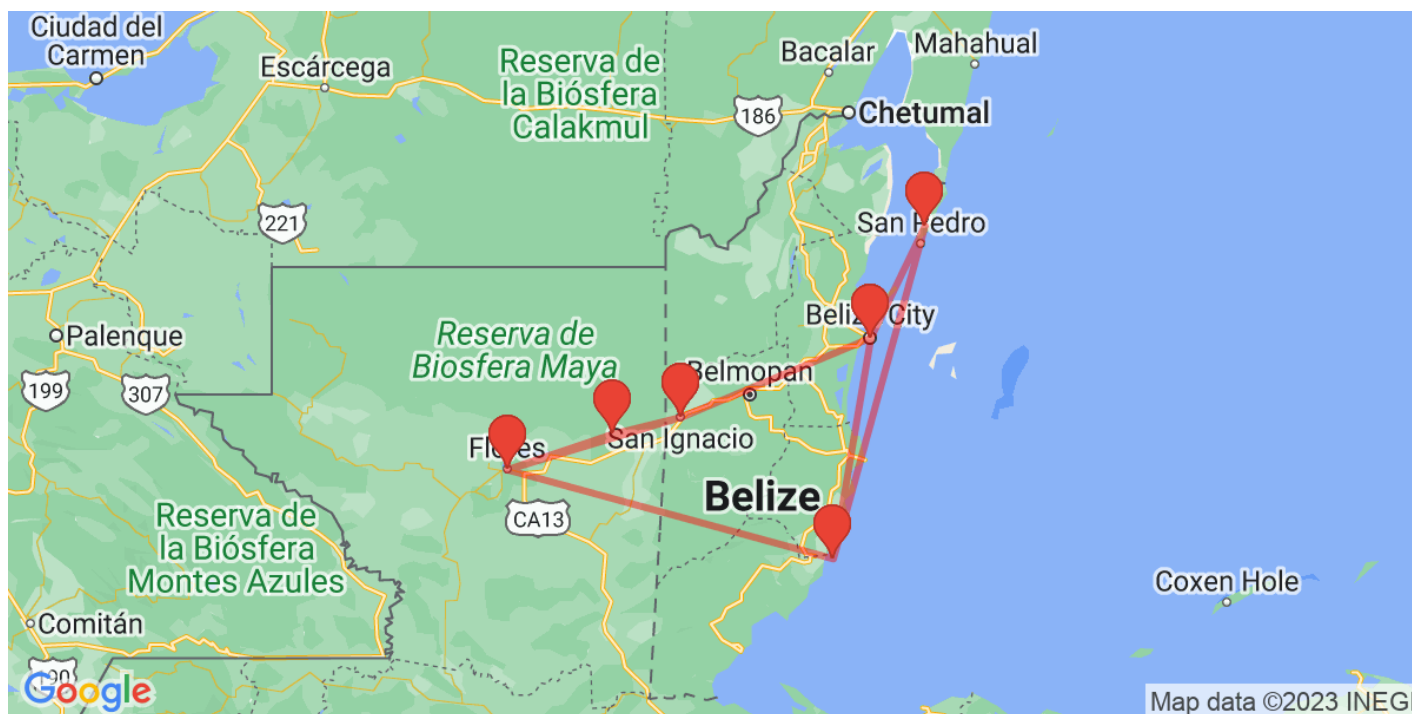 Ciudad del
Carmen
Escárcega
Reserva de
la Biósfera
Calakmul
Bacalar
Mahahual
186
Chetumal
221
San Pedro
Palenque
Reserva de
Biosfera Maya
Belize City
199
307
Belmopan
Flores
San Ignacio
Belize
CA13
Reserva de
la Biósfera
Montes Azules
Coxen Hole
Comitán
Google
Map data ©2023 INEGI